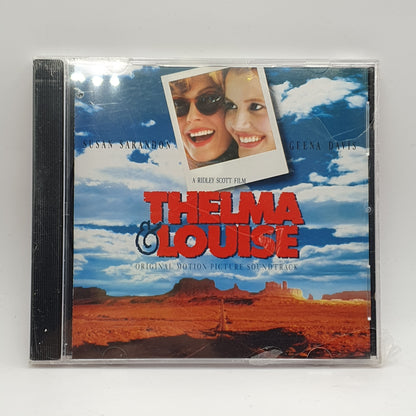 SUSAN SARANDON GEENA DAVIS
A RIDLEY SCOTT FILM
THELMA
& LOUISE
ORIGINAL MOTION PICTURE SOUNDTRACK